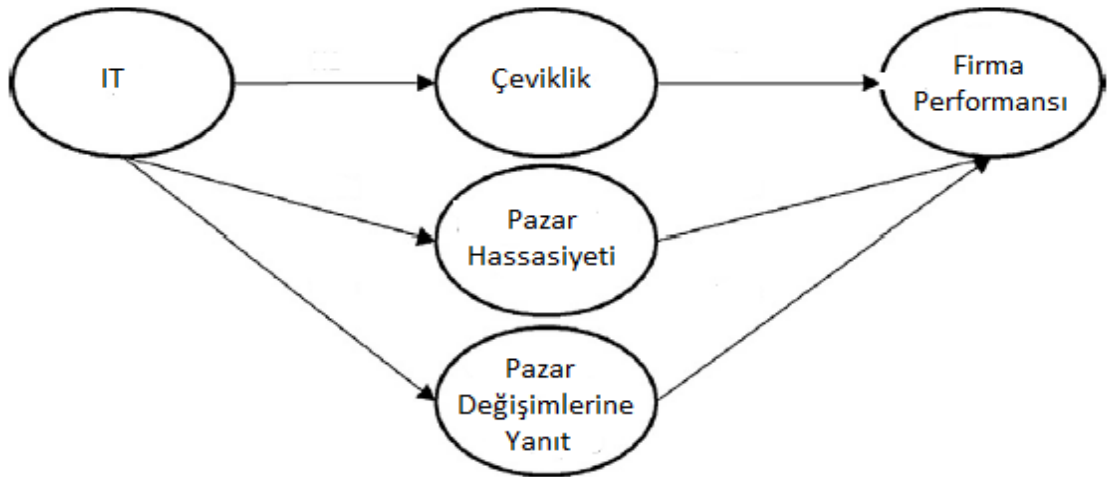 IT
Çeviklik
Firma
Performansı
Pazar
Hassasiyeti
Pazar
Değişimlerine
Yanıt